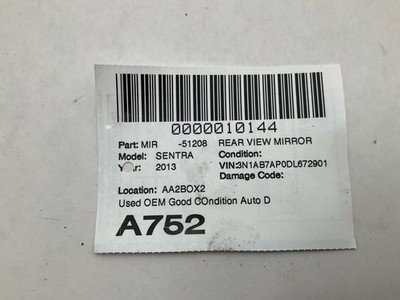 0000010144
Part: MIR -51208 REAR VIEW MIRROR
Model: SENTRA Condition:
Year: 2013 VIN:3N1AB7AP0DL672901
Damage Code:
Location: AA2BOX2
Used OEM Good COndition Auto D
A752